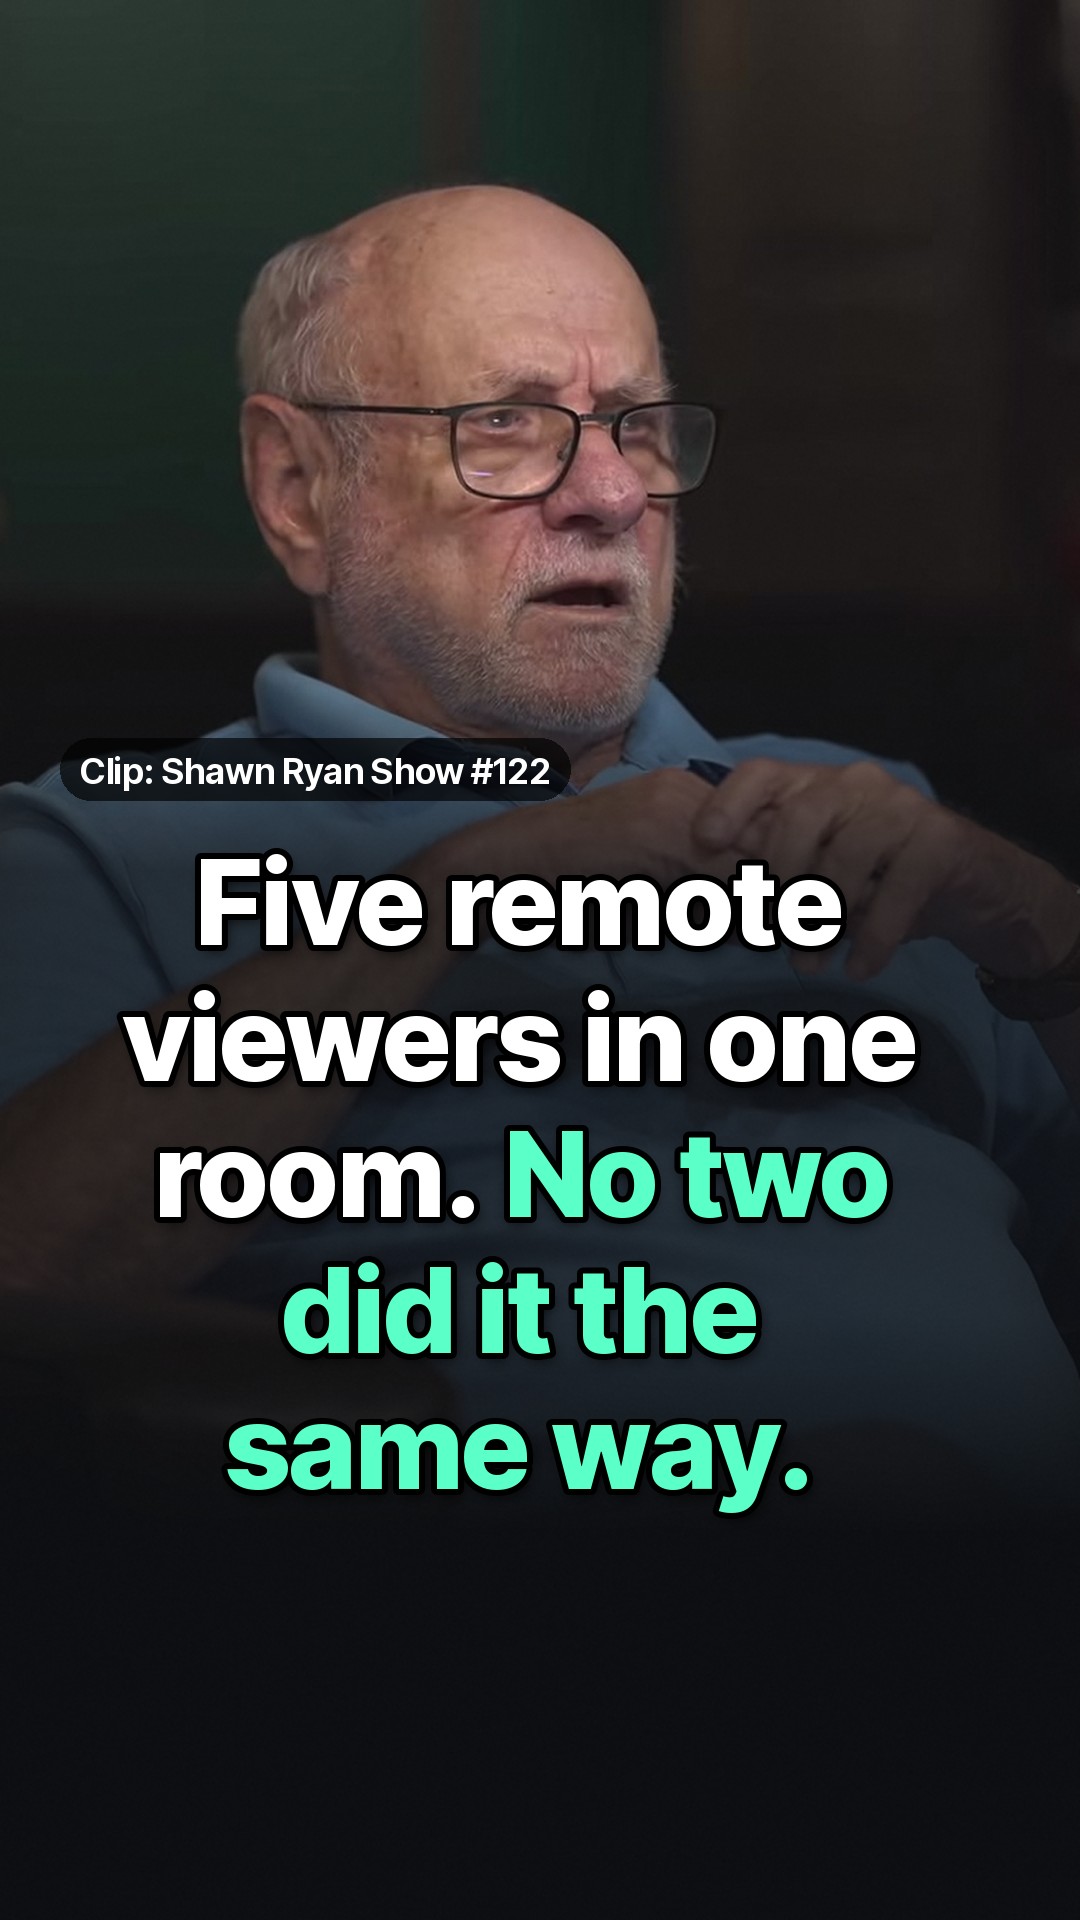 Clip: Shawn Ryan Show #122
Five remote
viewers in one
room. No two
did it the
same way.